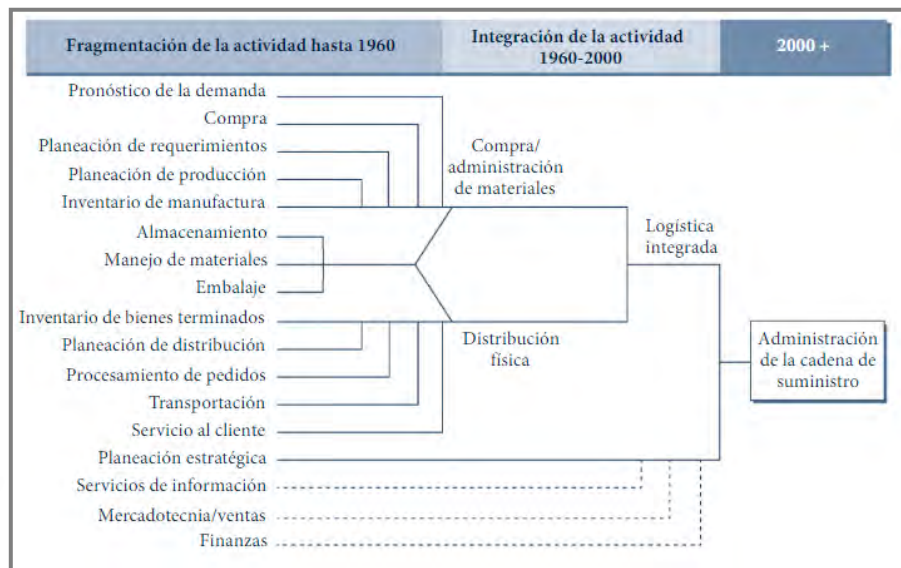 Fragmentación de la actividad hasta 1960
Integración de la actividad
1960-2000
2000 +
Pronóstico de la demanda
Compra
Planeación de requerimientos
Planeación de producción
Inventario de manufactura
Almacenamiento
Manejo de materiales
Embalaje
Inventario de bienes terminados
Planeación de distribución
Procesamiento de pedidos
Transportación
Servicio al cliente
Planeación estratégica
Servicios de información
Mercadotecnia/ventas
Finanzas
Compra/
administración
de materiales
Distribución
física
Logística
integrada
Administración
de la cadena de
suministro